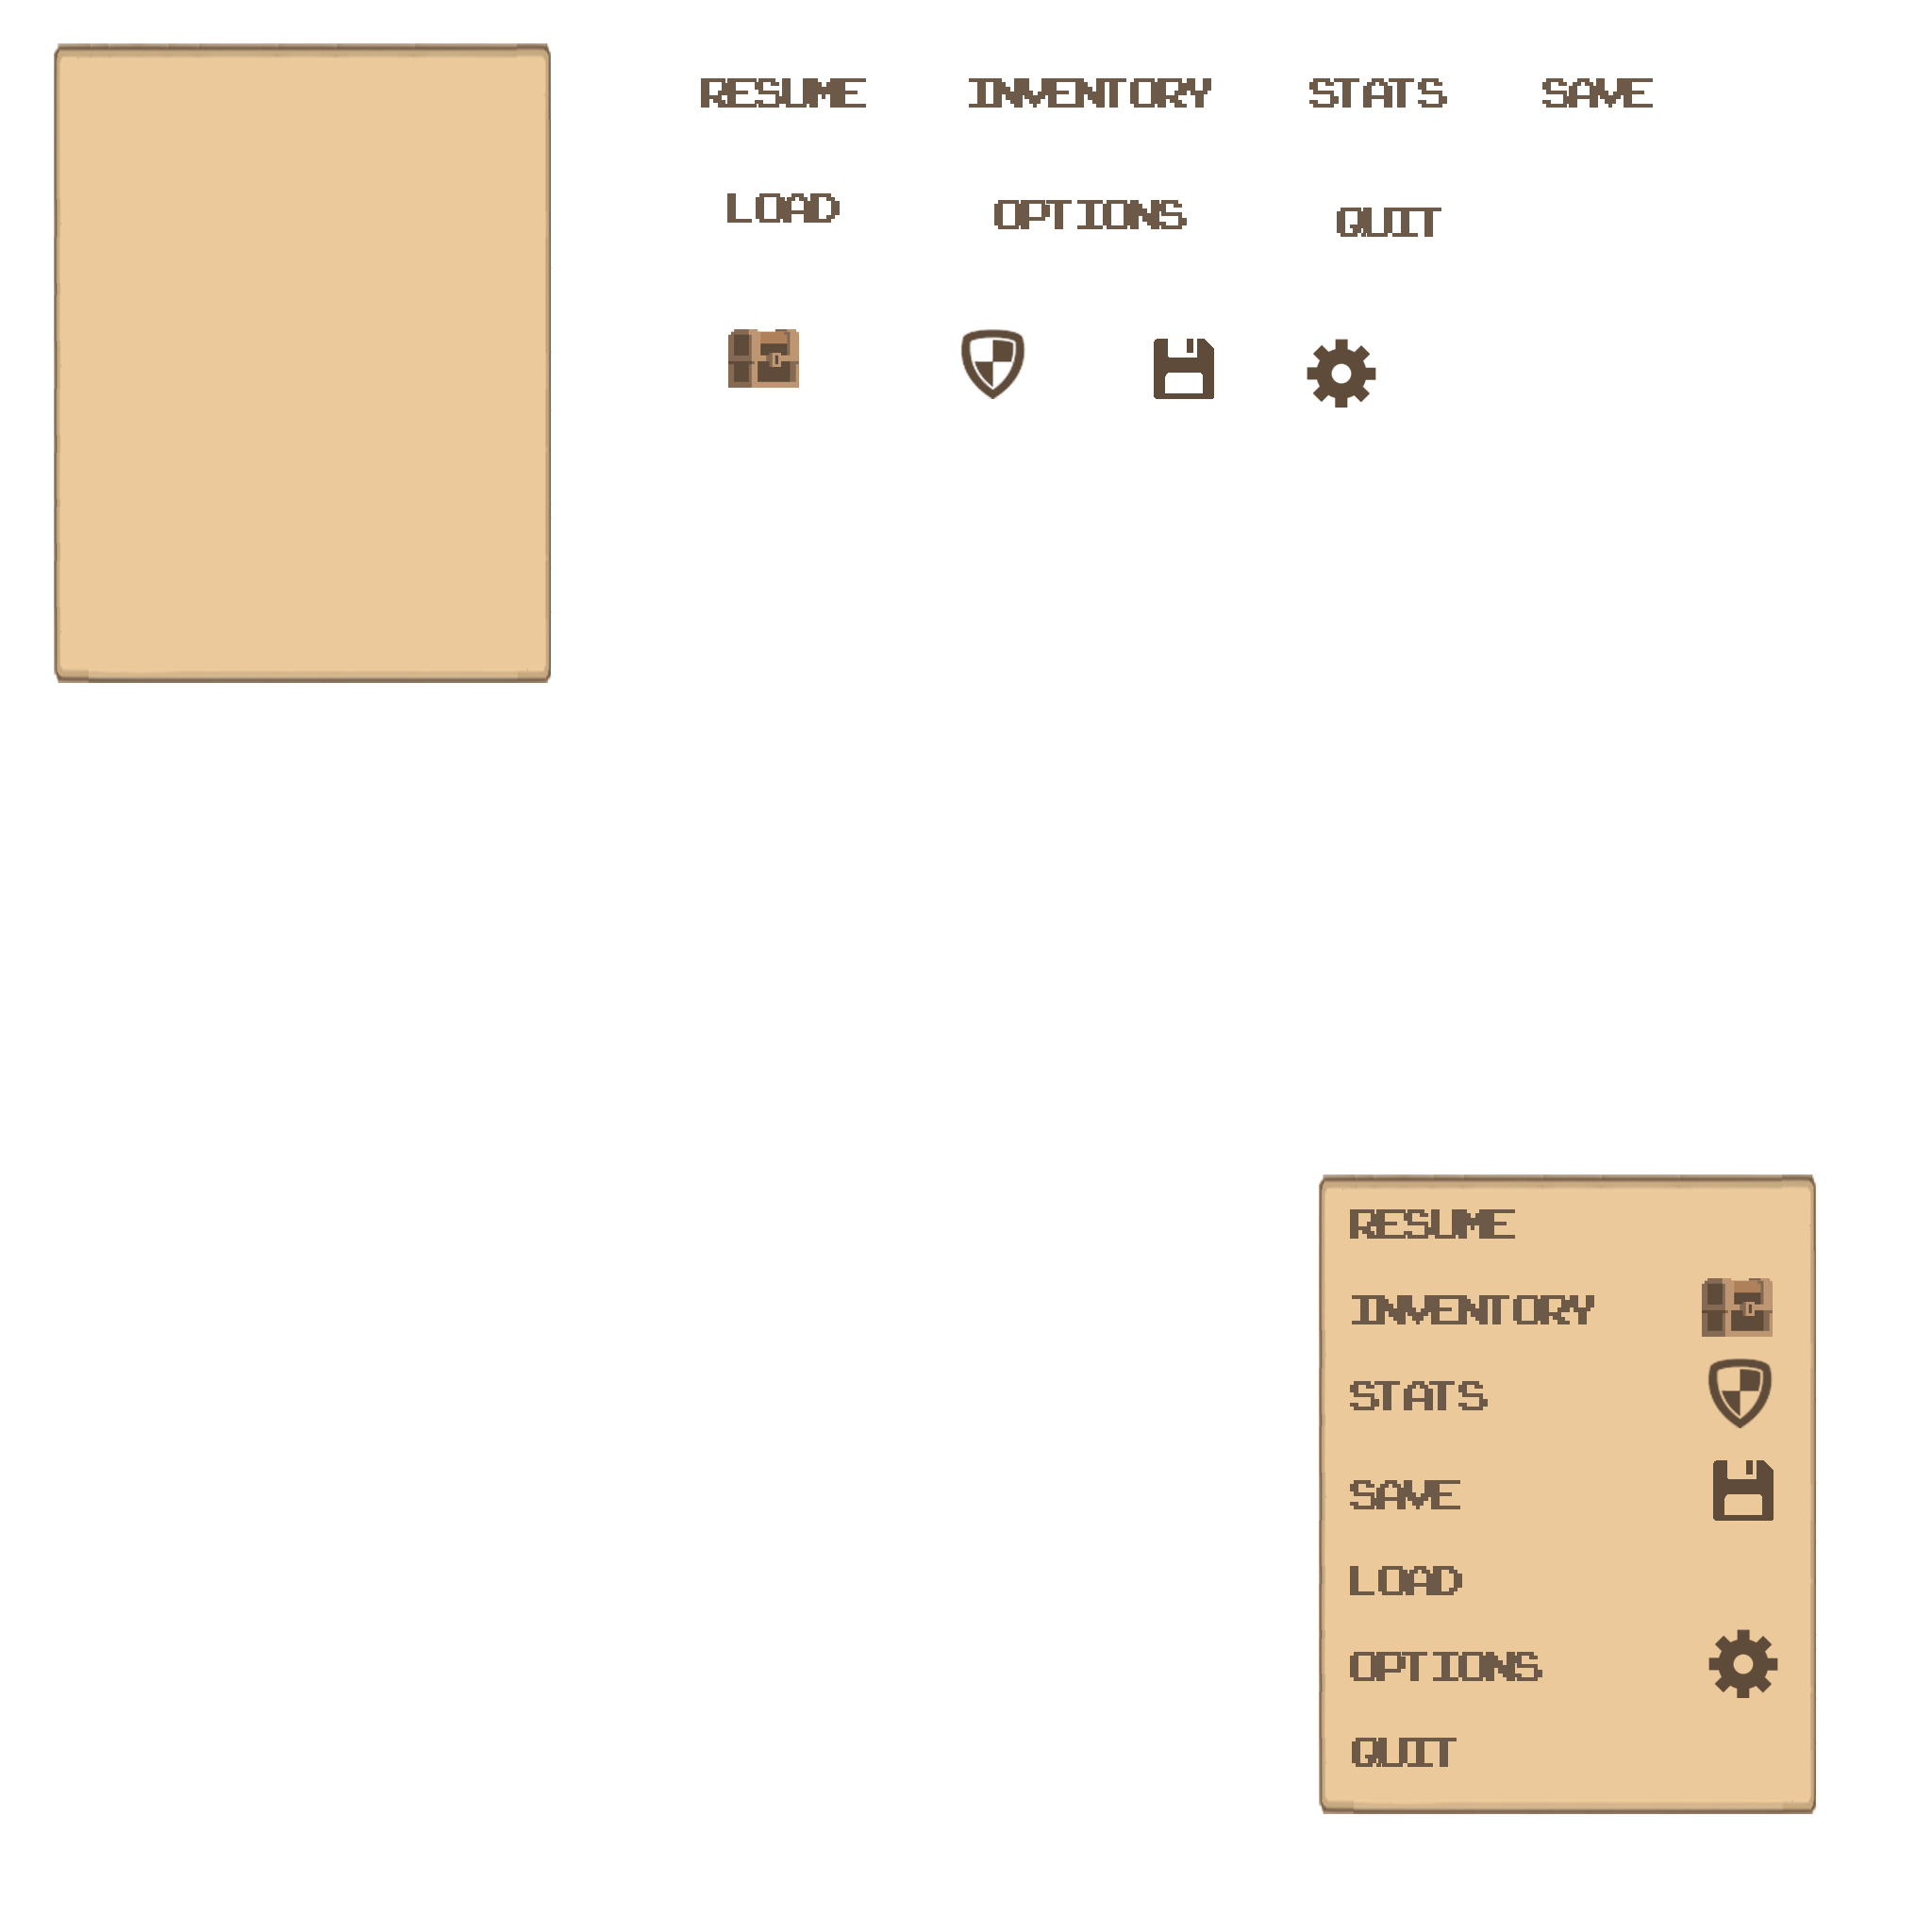 RESUME INVENTORY STATS SAVE
LOAD OPTIONS QUIT
RESUME
INVENTORY
STATS
SAVE
LOAD
OPTIONS
QUIT